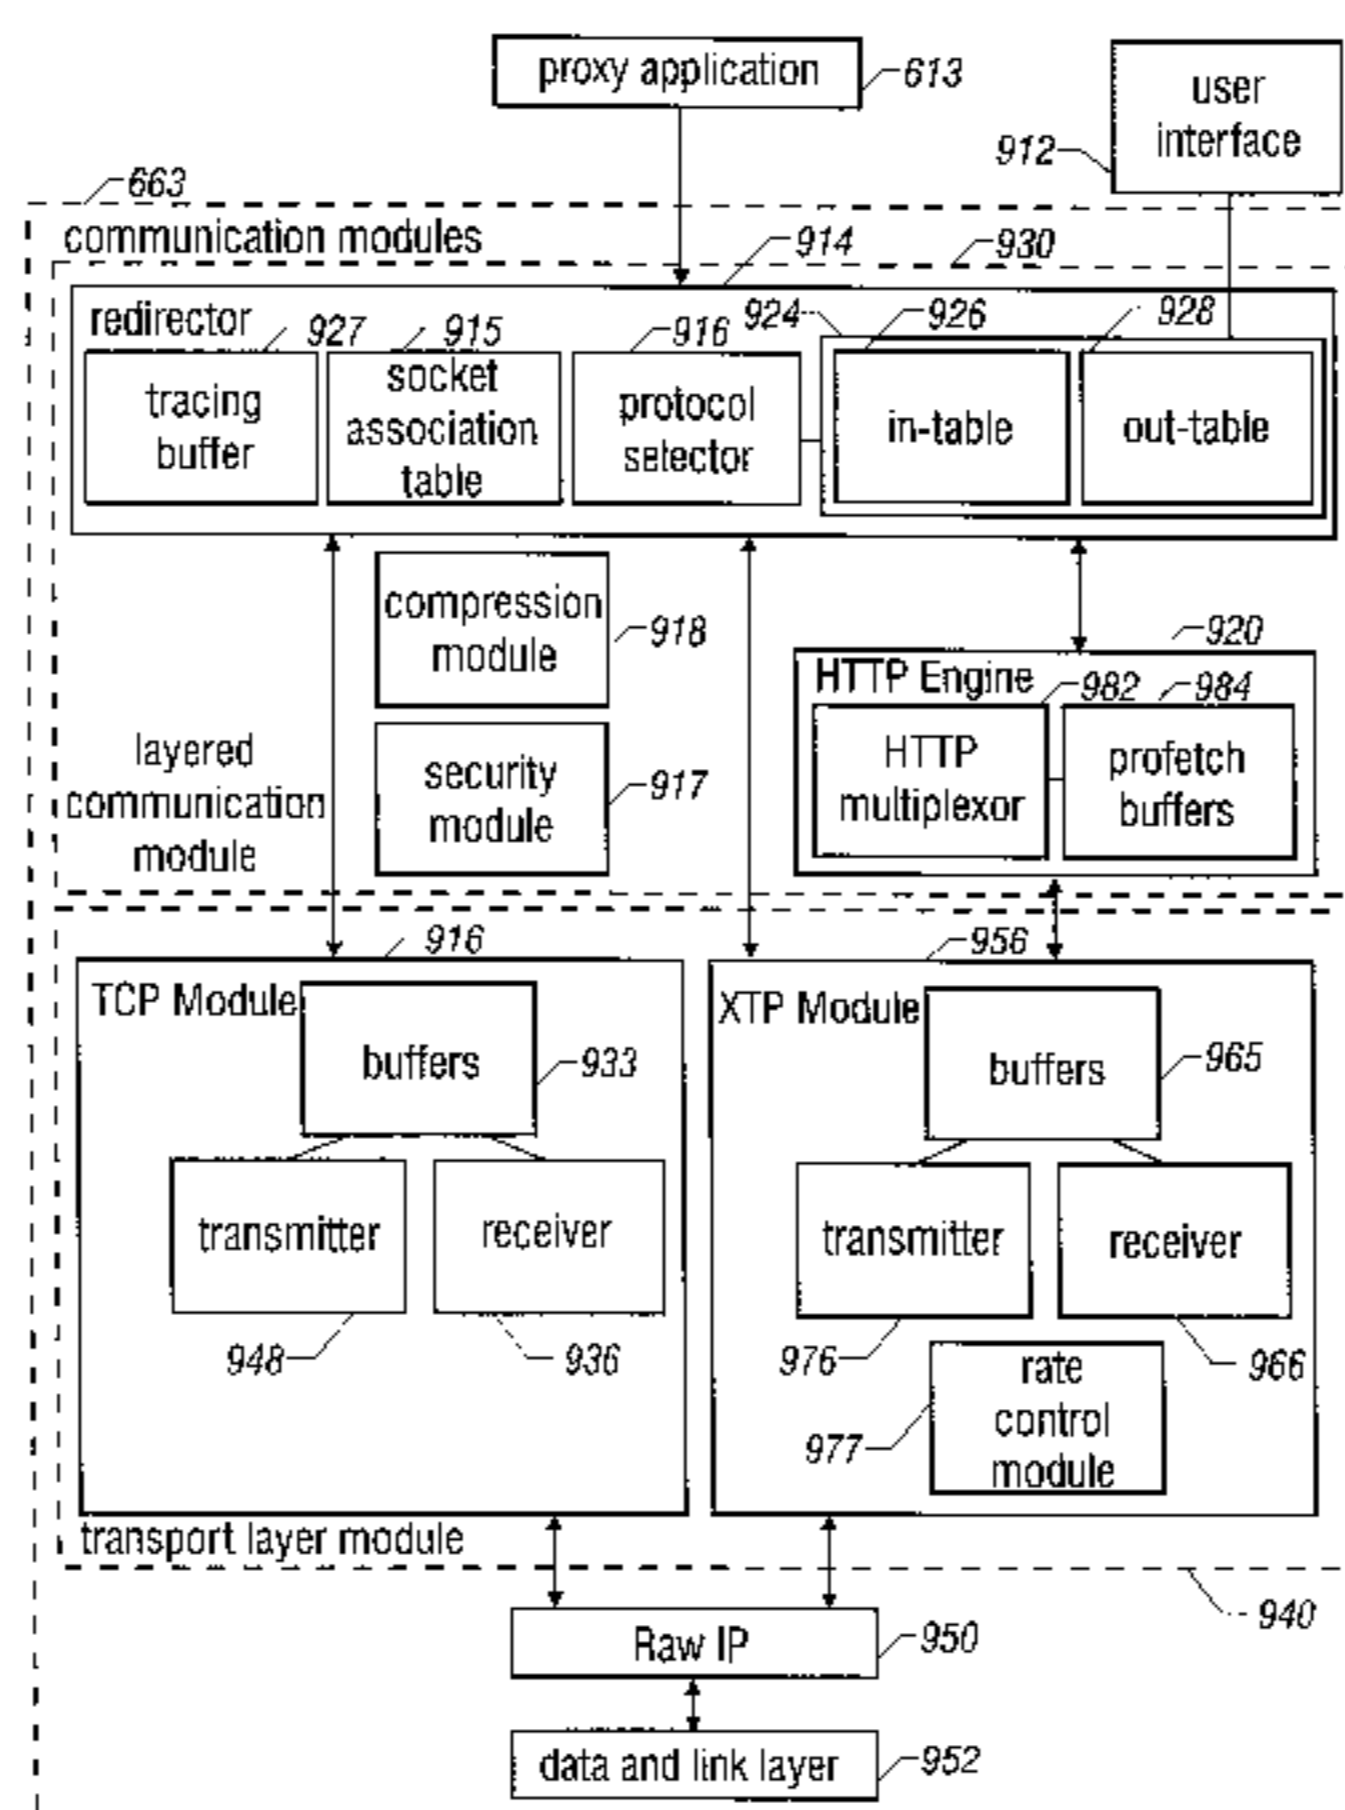 proxy application
613
user
interface
912
663
communication modules
914
930
redirector
927
915
916
924
926
928
tracing
buffer
socket
association
table
protocol
selector
in-table
out-table
compression
module
918
920
HTTP Engine
982
984
HTTP
multiplexor
profetch
buffers
layered
communication
module
security
module
917
916
956
TCP Module
buffers
933
XTP Module
buffers
965
transmitter
receiver
transmitter
receiver
948
936
976
966
rate
control
module
977
transport layer module
940
Raw IP
950
data and link layer
952